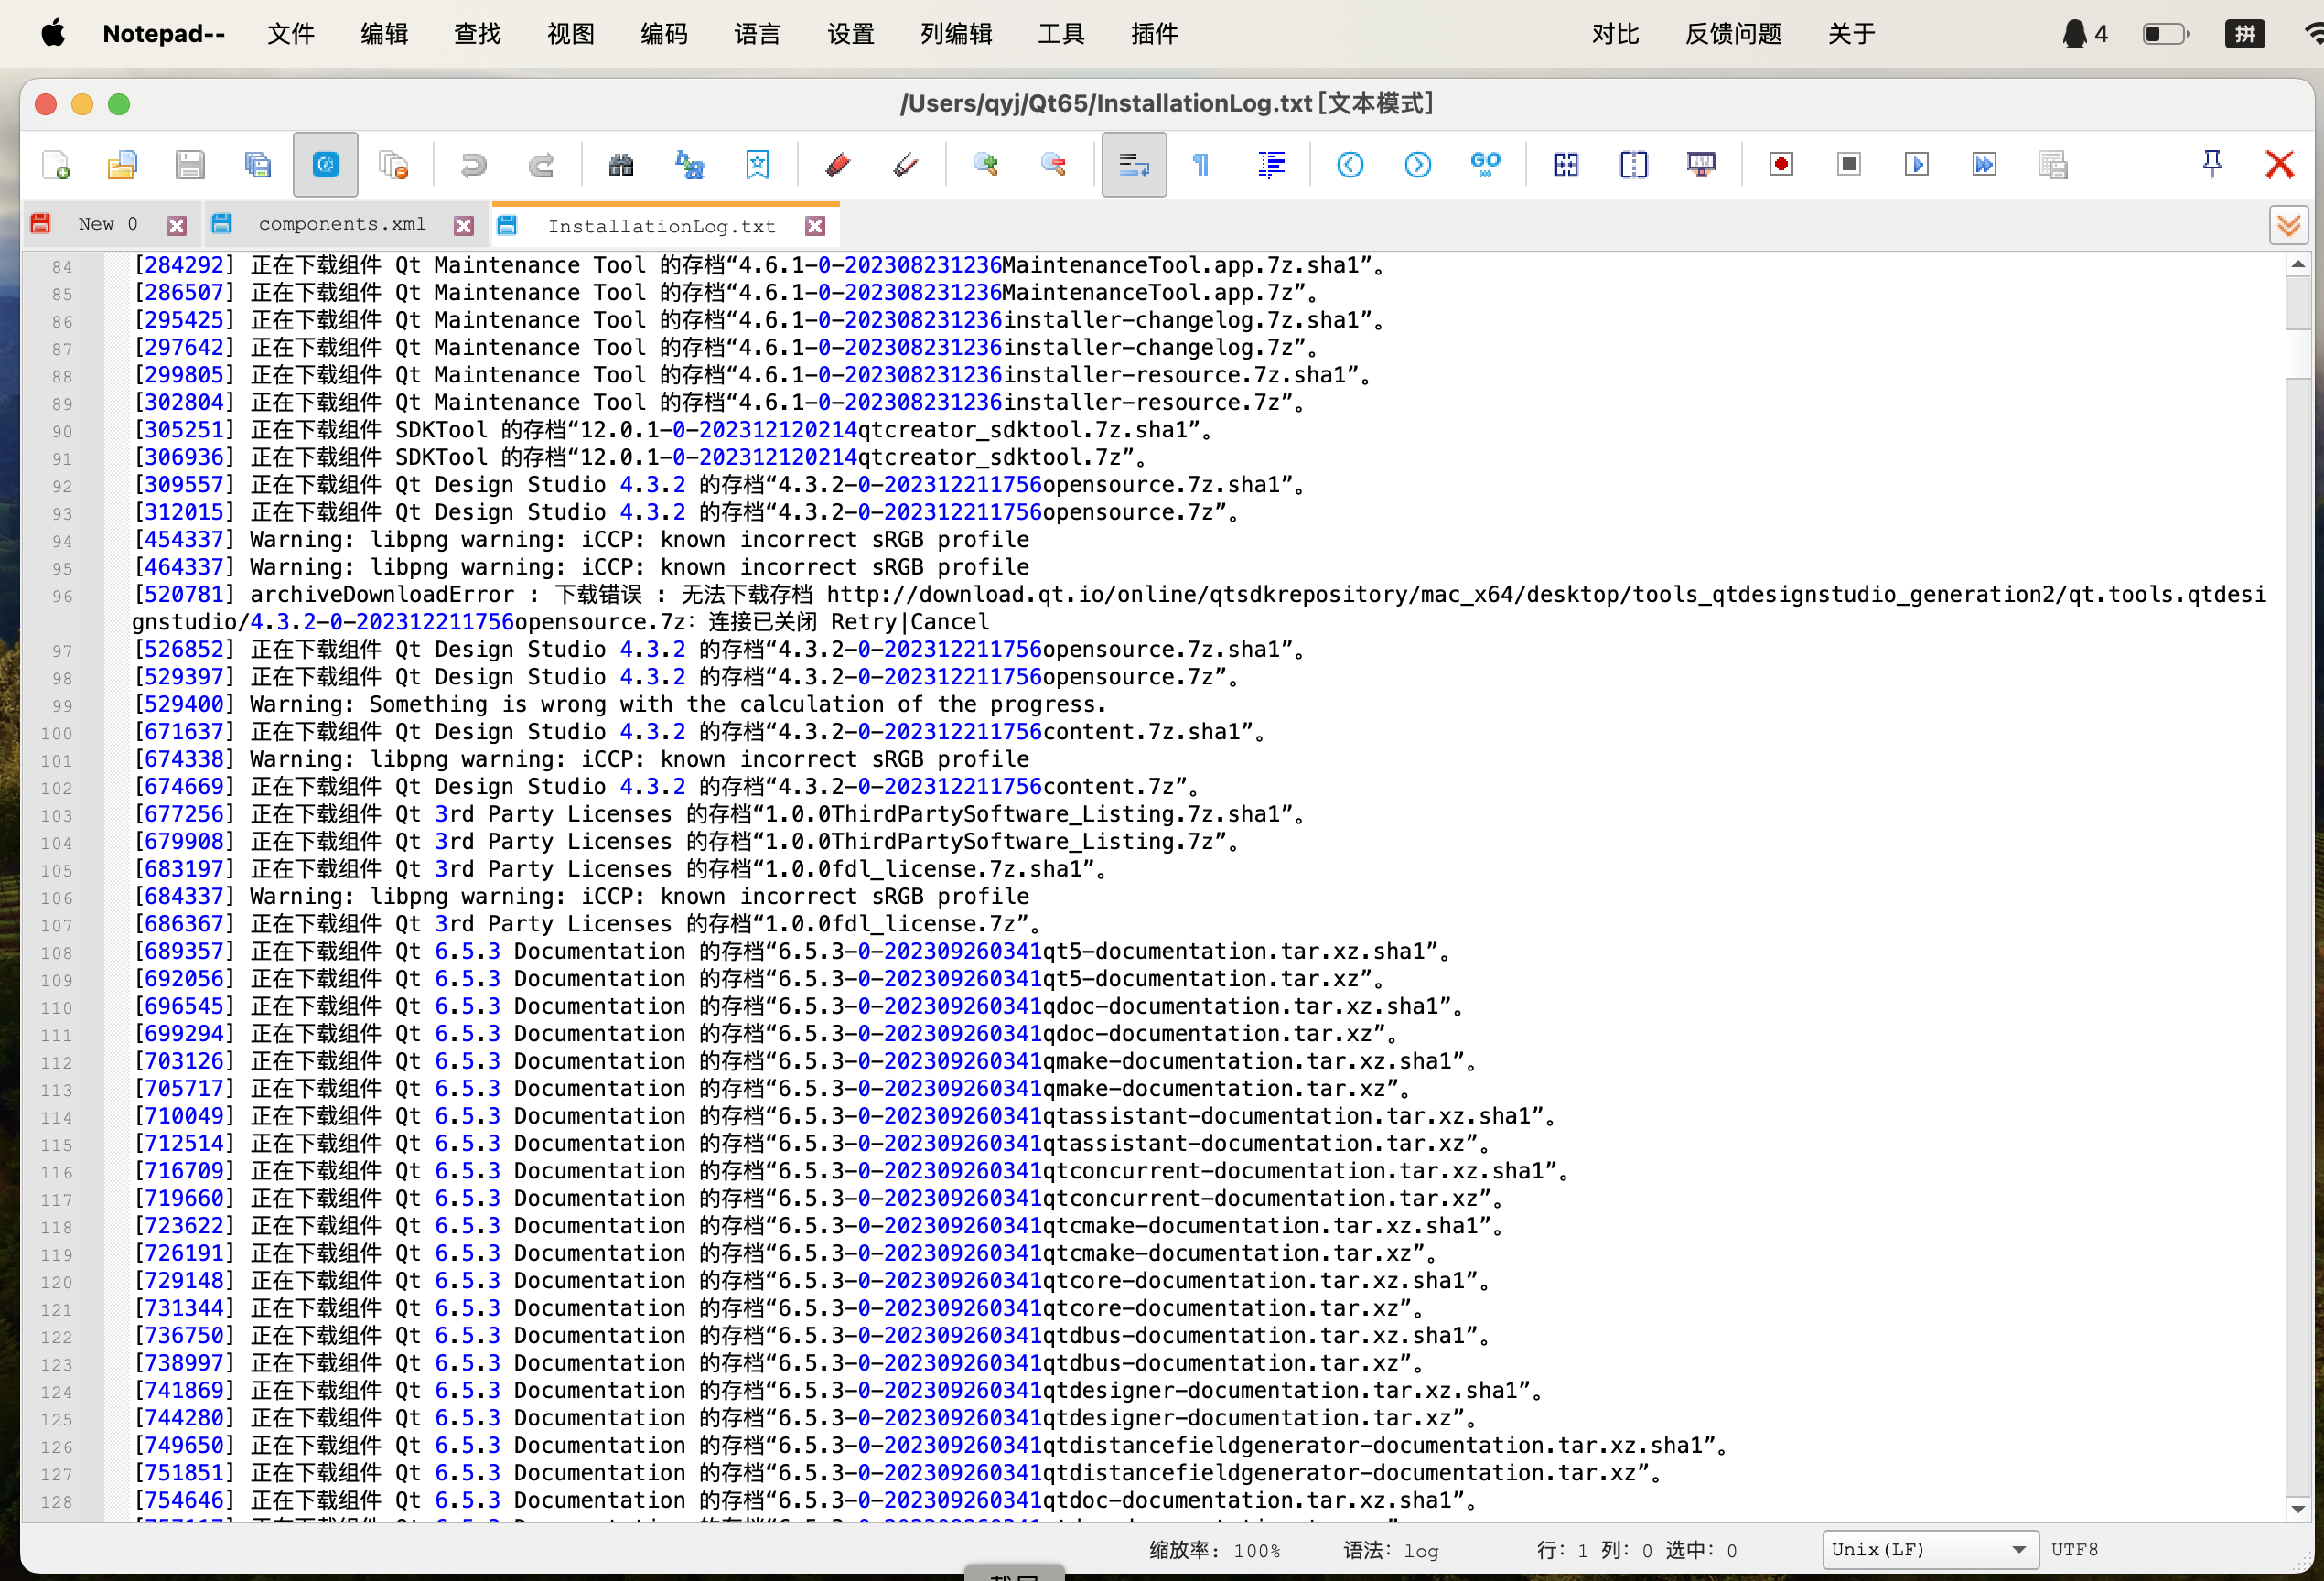 Notepad-- 文件 编辑 查找 视图 编码 语言 设置 列编辑 工具 插件 对比 反馈问题 关于 4 拼
/Users/qyj/Qt65/InstallationLog.txt[文本模式]
GO
New 0 components.xml InstallationLog.txt
84 [284292] 正在下载组件 Qt Maintenance Tool 的存档“4.6.1-0-202308231236MaintenanceTool.app.7z.sha1”。
85 [286507] 正在下载组件 Qt Maintenance Tool 的存档“4.6.1-0-202308231236MaintenanceTool.app.7z”。
86 [295425] 正在下载组件 Qt Maintenance Tool 的存档“4.6.1-0-202308231236installer-changelog.7z.sha1”。
87 [297642] 正在下载组件 Qt Maintenance Tool 的存档“4.6.1-0-202308231236installer-changelog.7z”。
88 [299805] 正在下载组件 Qt Maintenance Tool 的存档“4.6.1-0-202308231236installer-resource.7z.sha1”。
89 [302804] 正在下载组件 Qt Maintenance Tool 的存档“4.6.1-0-202308231236installer-resource.7z”。
90 [305251] 正在下载组件 SDKTool 的存档“12.0.1-0-202312120214qtcreator_sdktool.7z.sha1”。
91 [306936] 正在下载组件 SDKTool 的存档“12.0.1-0-202312120214qtcreator_sdktool.7z”。
92 [309557] 正在下载组件 Qt Design Studio 4.3.2 的存档“4.3.2-0-202312211756opensource.7z.sha1”。
93 [312015] 正在下载组件 Qt Design Studio 4.3.2 的存档“4.3.2-0-202312211756opensource.7z”。
94 [454337] Warning: libpng warning: iCCP: known incorrect sRGB profile
95 [464337] Warning: libpng warning: iCCP: known incorrect sRGB profile
96 [520781] archiveDownloadError : 下载错误 : 无法下载存档 http://download.qt.io/online/qtsdkrepository/mac_x64/desktop/tools_qtdesignstudio_generation2/qt.tools.qtdesi
gnstudio/4.3.2-0-202312211756opensource.7z：连接已关闭 Retry|Cancel
97 [526852] 正在下载组件 Qt Design Studio 4.3.2 的存档“4.3.2-0-202312211756opensource.7z.sha1”。
98 [529397] 正在下载组件 Qt Design Studio 4.3.2 的存档“4.3.2-0-202312211756opensource.7z”。
99 [529400] Warning: Something is wrong with the calculation of the progress.
100 [671637] 正在下载组件 Qt Design Studio 4.3.2 的存档“4.3.2-0-202312211756content.7z.sha1”。
101 [674338] Warning: libpng warning: iCCP: known incorrect sRGB profile
102 [674669] 正在下载组件 Qt Design Studio 4.3.2 的存档“4.3.2-0-202312211756content.7z”。
103 [677256] 正在下载组件 Qt 3rd Party Licenses 的存档“1.0.0ThirdPartySoftware_Listing.7z.sha1”。
104 [679908] 正在下载组件 Qt 3rd Party Licenses 的存档“1.0.0ThirdPartySoftware_Listing.7z”。
105 [683197] 正在下载组件 Qt 3rd Party Licenses 的存档“1.0.0fdl_license.7z.sha1”。
106 [684337] Warning: libpng warning: iCCP: known incorrect sRGB profile
107 [686367] 正在下载组件 Qt 3rd Party Licenses 的存档“1.0.0fdl_license.7z”。
108 [689357] 正在下载组件 Qt 6.5.3 Documentation 的存档“6.5.3-0-202309260341qt5-documentation.tar.xz.sha1”。
109 [692056] 正在下载组件 Qt 6.5.3 Documentation 的存档“6.5.3-0-202309260341qt5-documentation.tar.xz”。
110 [696545] 正在下载组件 Qt 6.5.3 Documentation 的存档“6.5.3-0-202309260341qdoc-documentation.tar.xz.sha1”。
111 [699294] 正在下载组件 Qt 6.5.3 Documentation 的存档“6.5.3-0-202309260341qdoc-documentation.tar.xz”。
112 [703126] 正在下载组件 Qt 6.5.3 Documentation 的存档“6.5.3-0-202309260341qmake-documentation.tar.xz.sha1”。
113 [705717] 正在下载组件 Qt 6.5.3 Documentation 的存档“6.5.3-0-202309260341qmake-documentation.tar.xz”。
114 [710049] 正在下载组件 Qt 6.5.3 Documentation 的存档“6.5.3-0-202309260341qtassistant-documentation.tar.xz.sha1”。
115 [712514] 正在下载组件 Qt 6.5.3 Documentation 的存档“6.5.3-0-202309260341qtassistant-documentation.tar.xz”。
116 [716709] 正在下载组件 Qt 6.5.3 Documentation 的存档“6.5.3-0-202309260341qtconcurrent-documentation.tar.xz.sha1”。
117 [719660] 正在下载组件 Qt 6.5.3 Documentation 的存档“6.5.3-0-202309260341qtconcurrent-documentation.tar.xz”。
118 [723622] 正在下载组件 Qt 6.5.3 Documentation 的存档“6.5.3-0-202309260341qtcmake-documentation.tar.xz.sha1”。
119 [726191] 正在下载组件 Qt 6.5.3 Documentation 的存档“6.5.3-0-202309260341qtcmake-documentation.tar.xz”。
120 [729148] 正在下载组件 Qt 6.5.3 Documentation 的存档“6.5.3-0-202309260341qtcore-documentation.tar.xz.sha1”。
121 [731344] 正在下载组件 Qt 6.5.3 Documentation 的存档“6.5.3-0-202309260341qtcore-documentation.tar.xz”。
122 [736750] 正在下载组件 Qt 6.5.3 Documentation 的存档“6.5.3-0-202309260341qtdbus-documentation.tar.xz.sha1”。
123 [738997] 正在下载组件 Qt 6.5.3 Documentation 的存档“6.5.3-0-202309260341qtdbus-documentation.tar.xz”。
124 [741869] 正在下载组件 Qt 6.5.3 Documentation 的存档“6.5.3-0-202309260341qtdesigner-documentation.tar.xz.sha1”。
125 [744280] 正在下载组件 Qt 6.5.3 Documentation 的存档“6.5.3-0-202309260341qtdesigner-documentation.tar.xz”。
126 [749650] 正在下载组件 Qt 6.5.3 Documentation 的存档“6.5.3-0-202309260341qtdistancefieldgenerator-documentation.tar.xz.sha1”。
127 [751851] 正在下载组件 Qt 6.5.3 Documentation 的存档“6.5.3-0-202309260341qtdistancefieldgenerator-documentation.tar.xz”。
128 [754646] 正在下载组件 Qt 6.5.3 Documentation 的存档“6.5.3-0-202309260341qtdoc-documentation.tar.xz.sha1”。
缩放率: 100% 语法: log 行: 1 列: 0 选中: 0 Unix(LF) UTF8